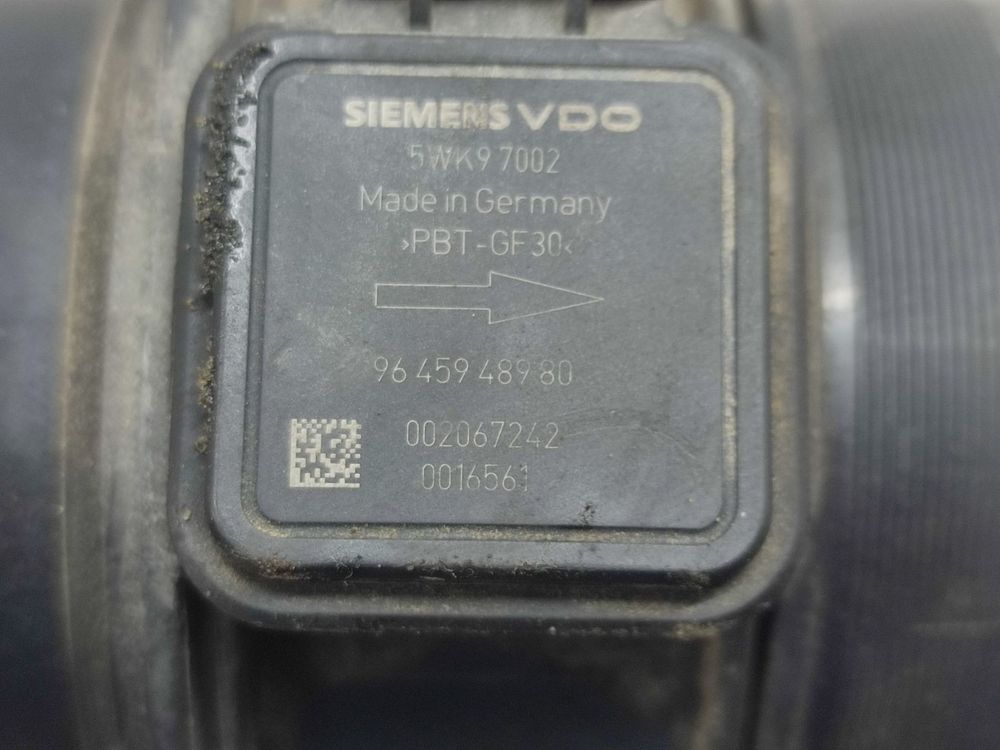 SIEMENS VDO
5WK9 7002
Made in Germany
›PBT-GF30‹
96 459 489 80
002067242
0016561